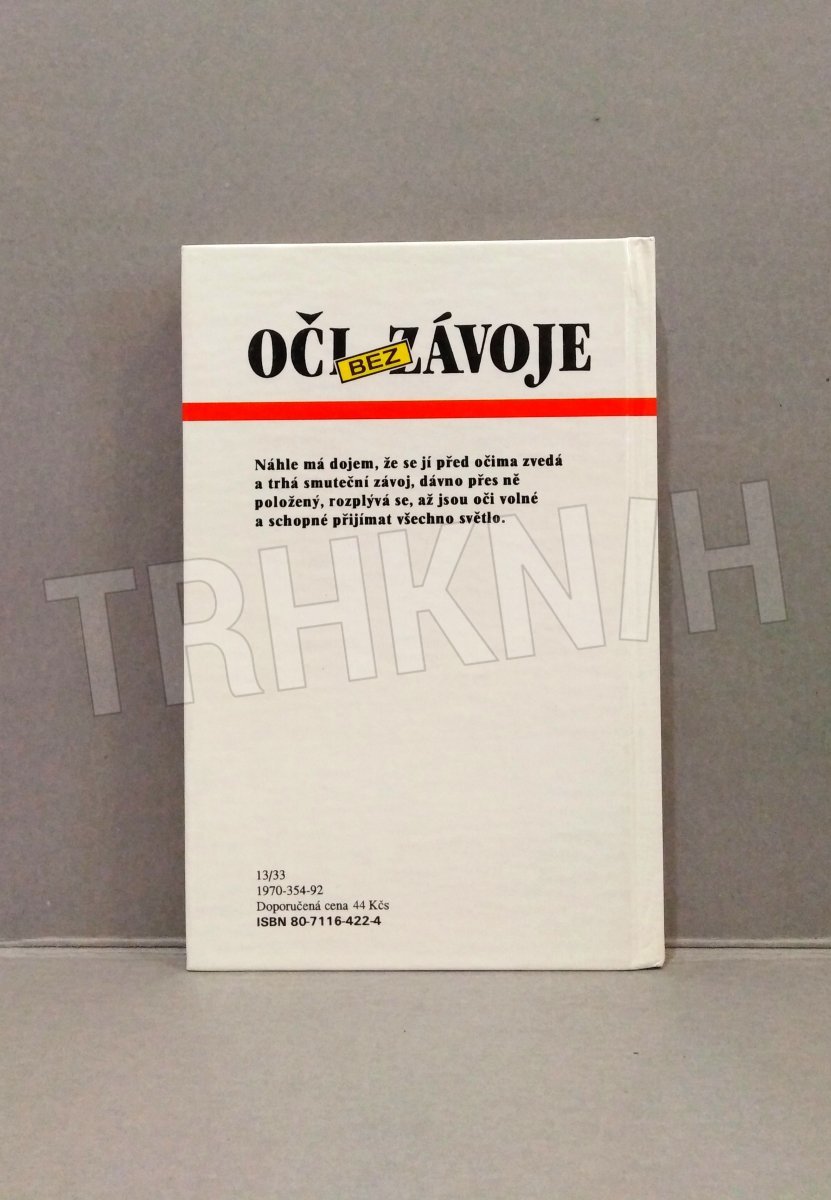 OČI BEZ ZÁVOJE
Náhle má dojem, že se jí před očima zvedá
a trhá smuteční závoj, dávno přes ně
položený, rozplývá se, až jsou oči volné
a schopné přijímat všechno světlo.
TRHKNIH
13/33
1970-354-92
Doporučená cena 44 Kčs
ISBN 80-7116-422-4